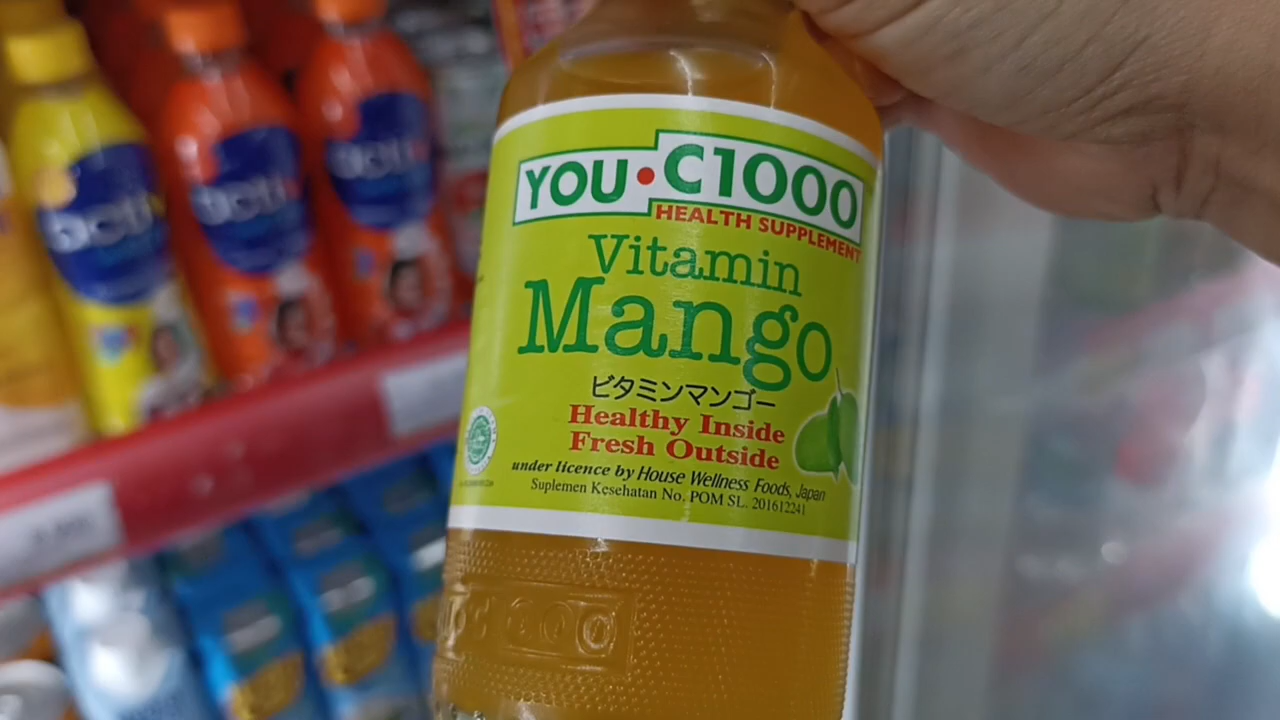 YOU•C1000
HEALTH SUPPLEMENT
Vitamin
Mango
ビタミンマンゴー
Healthy Inside
Fresh Outside
under licence by House Wellness Foods, Japan
Suplemen Kesehatan No. POM SL. 201612241